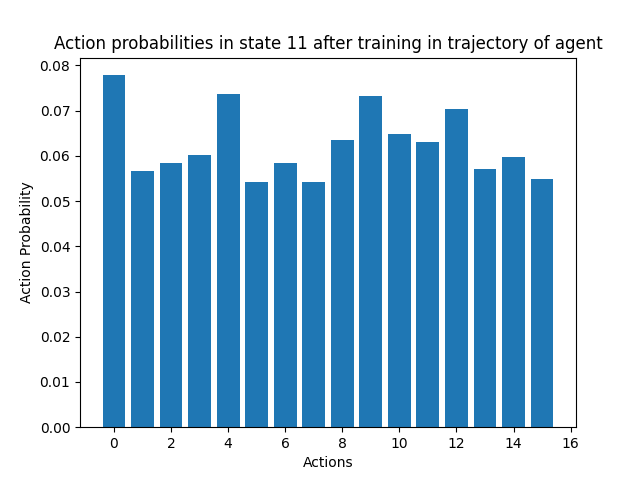 Action probabilities in state 11 after training in trajectory of agent
0.08
0.07
0.06
0.05
0.04
0.03
0.02
0.01
0.00
Action Probability
0 2 4 6 8 10 12 14 16
Actions